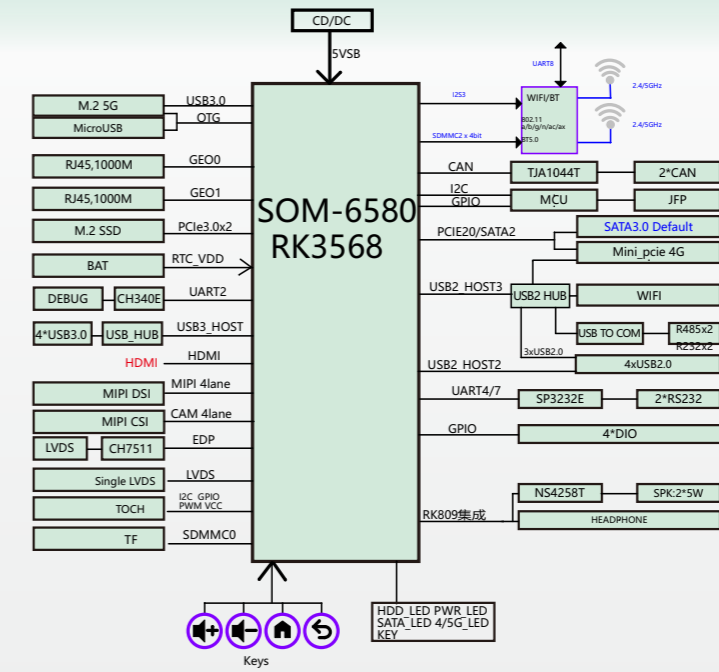 CD/DC
5VSB
M.2 5G
USB3.0
MicroUSB
OTG
RJ45,1000M
GEO0
RJ45,1000M
GEO1
M.2 SSD
PCIe3.0x2
BAT
RTC_VDD
DEBUG
CH340E
UART2
4*USB3.0
USB_HUB
USB3_HOST
HDMI
HDMI
MIPI DSI
MIPI 4lane
MIPI CSI
CAM 4lane
LVDS
CH7511
EDP
Single LVDS
LVDS
TOCH
I2C GPIO
PWM VCC
TF
SDMMC0
SOM-6580
RK3568
UART8
I2S3
SDMMC2 x 4bit
WIFI/BT
802.11
a/b/g/n/ac/ax
BT5.0
2.4/5GHz
2.4/5GHz
CAN
TJA1044T
2*CAN
I2C
GPIO
MCU
JFP
PCIE20/SATA2
SATA3.0 Default
Mini_pcie 4G
USB2_HOST3
USB2 HUB
WIFI
USB TO COM
R485x2
R232x2
3xUSB2.0
USB2_HOST2
4xUSB2.0
UART4/7
SP3232E
2*RS232
GPIO
4*DIO
RK809集成
NS4258T
SPK:2*5W
HEADPHONE
HDD_LED PWR_LED
SATA_LED 4/5G_LED
KEY
Keys